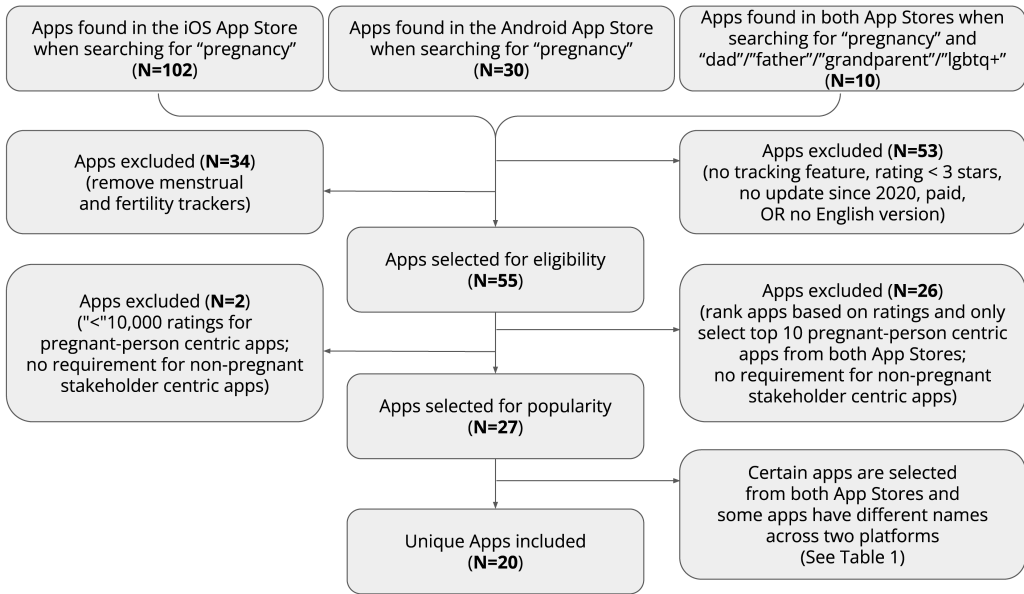 Apps found in the iOS App Store
when searching for “pregnancy”
(N=102)
Apps found in the Android App Store
when searching for “pregnancy”
(N=30)
Apps found in both App Stores when
searching for “pregnancy” and
“dad”/”father”/”grandparent”/”lgbtq+”
(N=10)
Apps excluded (N=34)
(remove menstrual
and fertility trackers)
Apps excluded (N=53)
(no tracking feature, rating < 3 stars,
no update since 2020, paid,
OR no English version)
Apps selected for eligibility
(N=55)
Apps excluded (N=2)
("<"10,000 ratings for
pregnant-person centric apps;
no requirement for non-pregnant
stakeholder centric apps)
Apps excluded (N=26)
(rank apps based on ratings and only
select top 10 pregnant-person centric
apps from both App Stores;
no requirement for non-pregnant
stakeholder centric apps)
Apps selected for popularity
(N=27)
Certain apps are selected
from both App Stores and
some apps have different names
across two platforms
(See Table 1)
Unique Apps included
(N=20)